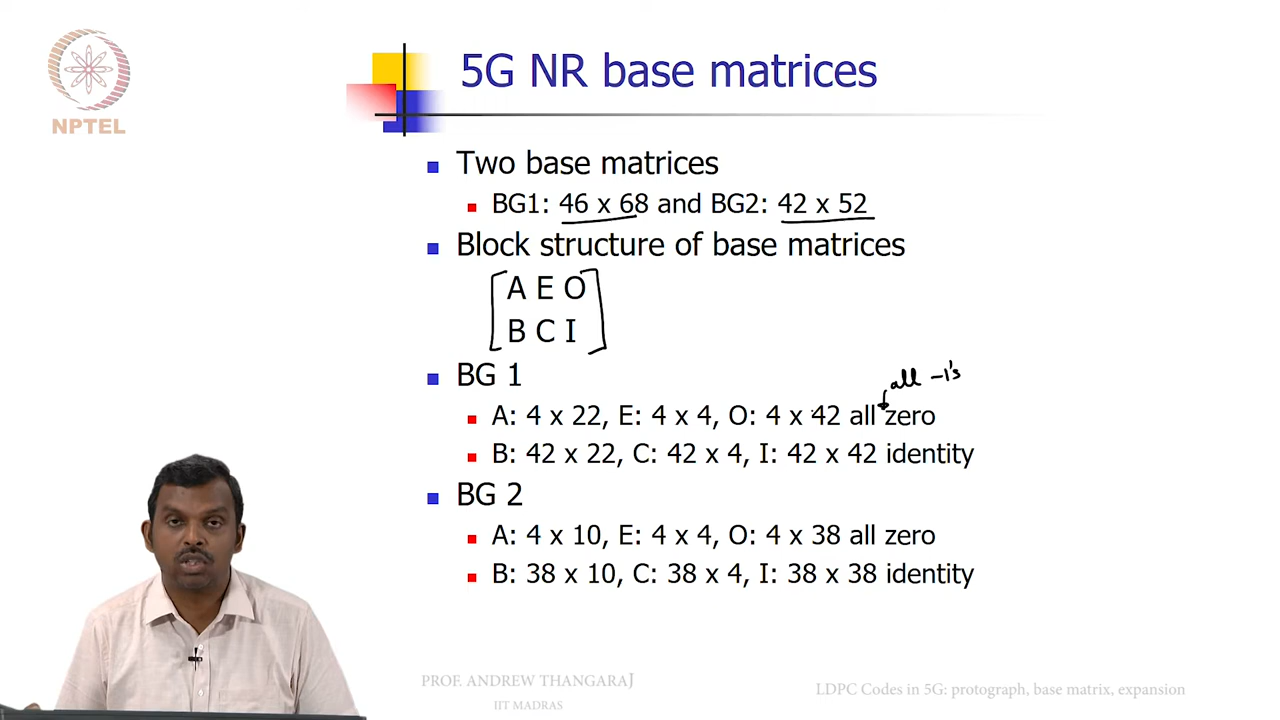 NPTEL
5G NR base matrices
Two base matrices
BG1: 46 x 68 and BG2: 42 x 52
Block structure of base matrices
A E O
B C I
BG 1
all -1's
A: 4 x 22, E: 4 x 4, O: 4 x 42 all zero
B: 42 x 22, C: 42 x 4, I: 42 x 42 identity
BG 2
A: 4 x 10, E: 4 x 4, O: 4 x 38 all zero
B: 38 x 10, C: 38 x 4, I: 38 x 38 identity
PROF. ANDREW THANGARAJ
IIT MADRAS
LDPC Codes in 5G: protograph, base matrix, expansion